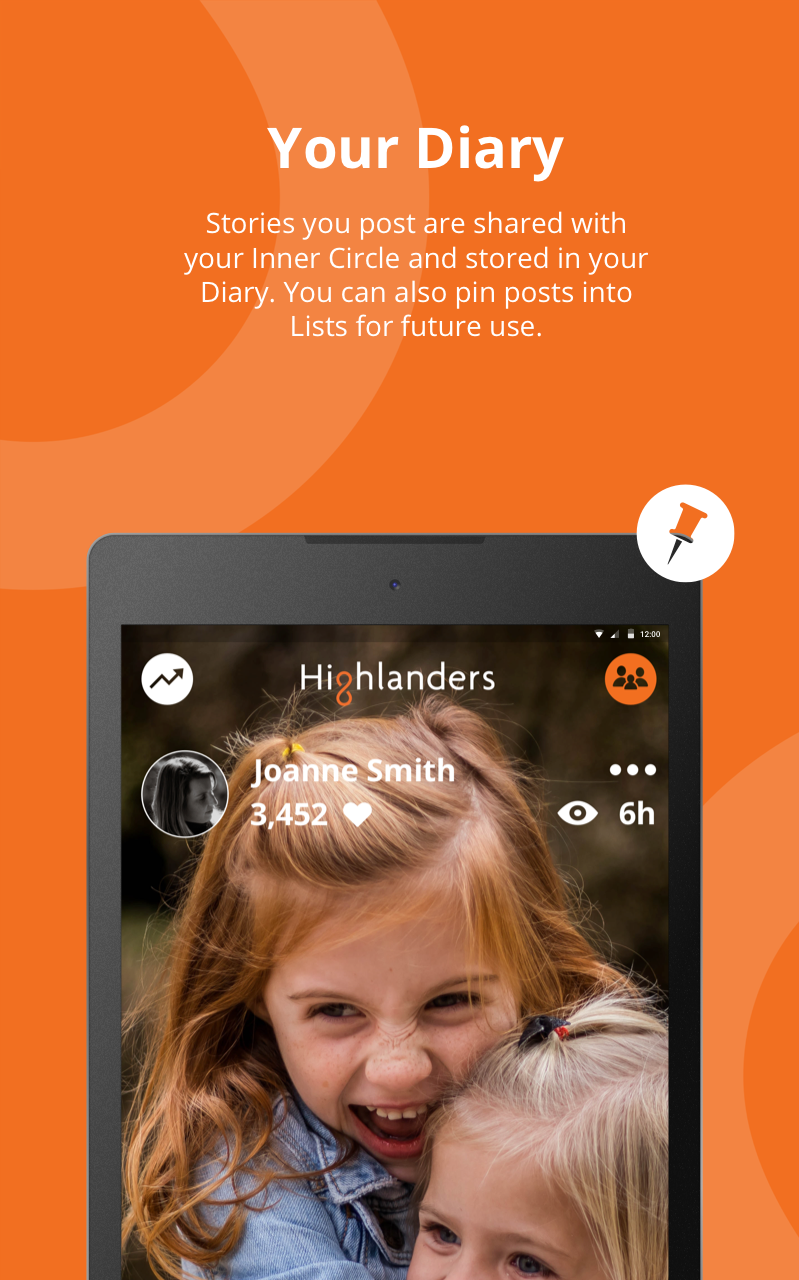 Your Diary
Stories you post are shared with
your Inner Circle and stored in your
Diary. You can also pin posts into
Lists for future use.
12:00
Highlanders
Joanne Smith
3,452
6h